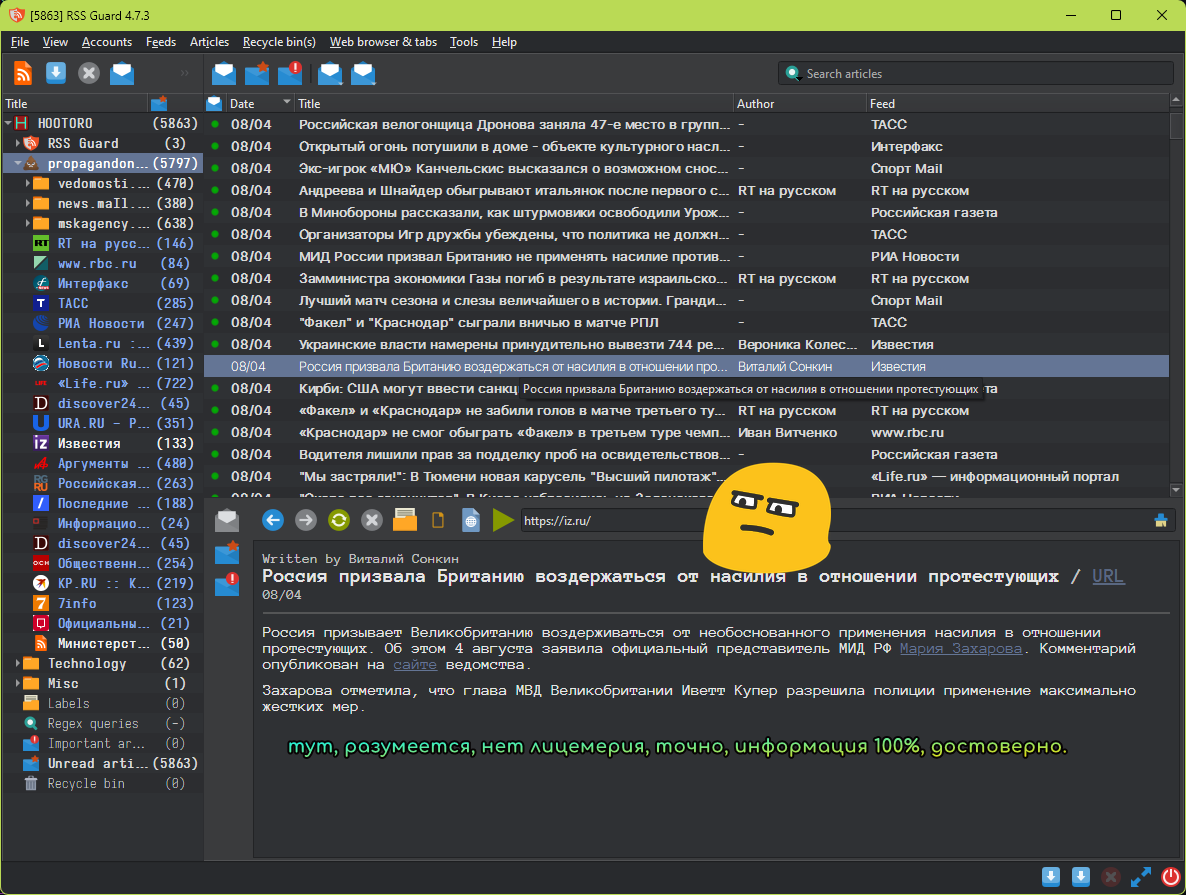 [5863] RSS Guard 4.7.3
File View Accounts Feeds Articles Recycle bin(s) Web browser & tabs Tools Help
Search articles
Title
HOOTORO (5863)
RSS Guard (3)
propagandon... (5797)
vedomosti.... (470)
news.maIl.... (380)
mskagency.... (638)
RT на русс... (146)
www.rbc.ru (84)
Интерфакс (69)
ТАСС (285)
РИА Новости (247)
Lenta.ru :... (439)
Новости Ru... (121)
«Life.ru» ... (722)
discover24... (45)
URA.RU - Р... (351)
Известия (133)
Аргументы ... (480)
Российская... (263)
Последние ... (188)
Информацио... (24)
discover24... (45)
Общественн... (254)
KP.RU :: К... (219)
7info (123)
Официальны... (21)
Министерст... (50)
Technology (62)
Misc (1)
Labels (0)
Regex queries (-)
Important ar... (0)
Unread arti... (5863)
Recycle bin (0)
Date Title Author Feed
08/04 Российская велогонщица Дронова заняла 47-е место в групп... - ТАСС
08/04 Открытый огонь потушили в доме - объекте культурного насл... - Интерфакс
08/04 Экс-игрок «МЮ» Канчельскис высказался о возможном снос... - Спорт Mail
08/04 Андреева и Шнайдер обыгрывают итальянок после первого с... RT на русском RT на русском
08/04 В Минобороны рассказали, как штурмовики освободили Урож... - Российская газета
08/04 Организаторы Игр дружбы убеждены, что политика не должн... - ТАСС
08/04 МИД России призвал Британию не применять насилие против... - РИА Новости
08/04 Замминистра экономики Газы погиб в результате израильско... RT на русском RT на русском
08/04 Лучший матч сезона и слезы величайшего в истории. Гранди... - Спорт Mail
08/04 "Факел" и "Краснодар" сыграли вничью в матче РПЛ - ТАСС
08/04 Украинские власти намерены принудительно вывезти 744 ре... Вероника Колес... Известия
08/04 Россия призвала Британию воздержаться от насилия в отношении про... Виталий Сонкин Известия
08/04 Кирби: США могут ввести санкц
Россия призвала Британию воздержаться от насилия в отношении протестующих
08/04 «Факел» и «Краснодар» не забили голов в матче третьего ту... RT на русском RT на русском
08/04 «Краснодар» не смог обыграть «Факел» в третьем туре чемп... Иван Витченко www.rbc.ru
08/04 Водителя лишили прав за подделку проб на освидетельствов... - Российская газета
08/04 "Мы застряли!": В Тюмени новая карусель "Высший пилотаж"... «Life.ru» — информационный портал
https://iz.ru/
Written by Виталий Сонкин
Россия призвала Британию воздержаться от насилия в отношении протестующих / URL
08/04
Россия призывает Великобританию воздерживаться от необоснованного применения насилия в отношении
протестующих. Об этом 4 августа заявила официальный представитель МИД РФ Мария Захарова. Комментарий
опубликован на сайте ведомства.
Захарова отметила, что глава МВД Великобритании Иветт Купер разрешила полиции применение максимально
жестких мер.
тут, разумеется, нет лицемерия, точно, информация 100%, достоверно.